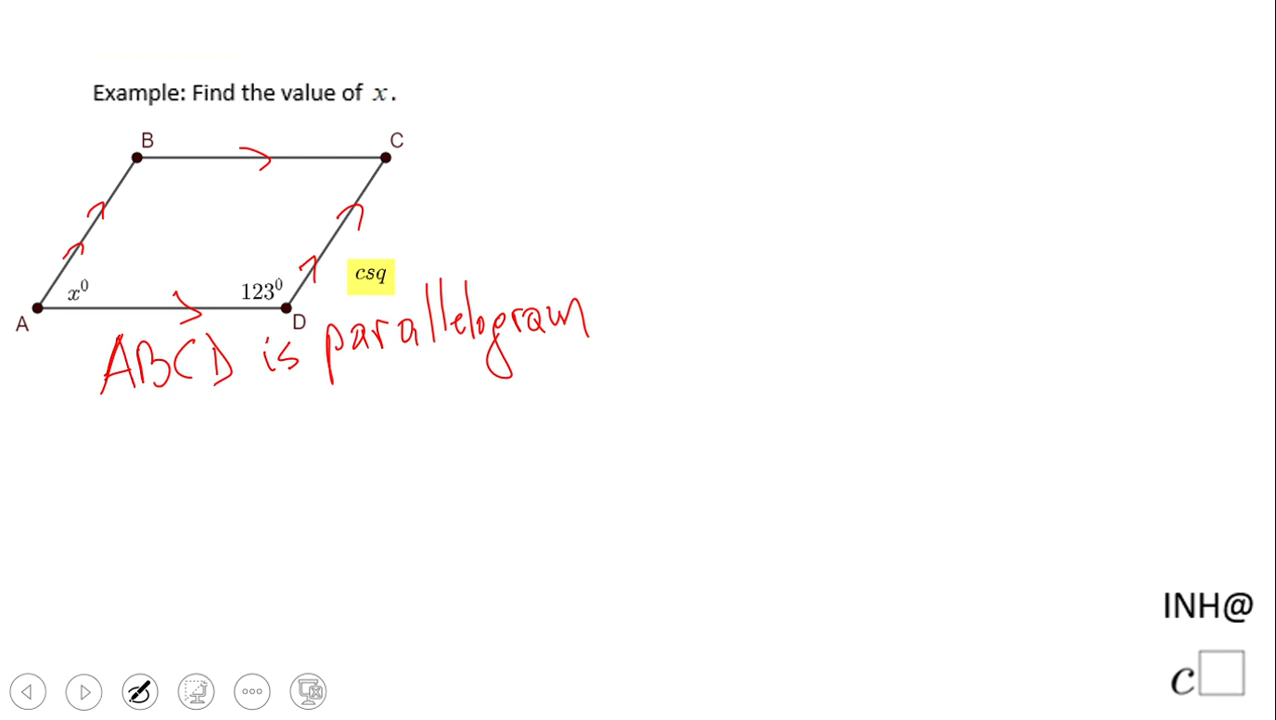 Example: Find the value of x.
B
C
x⁰
123⁰
csq
A
D
ABCD is parallelogram
INH@
c